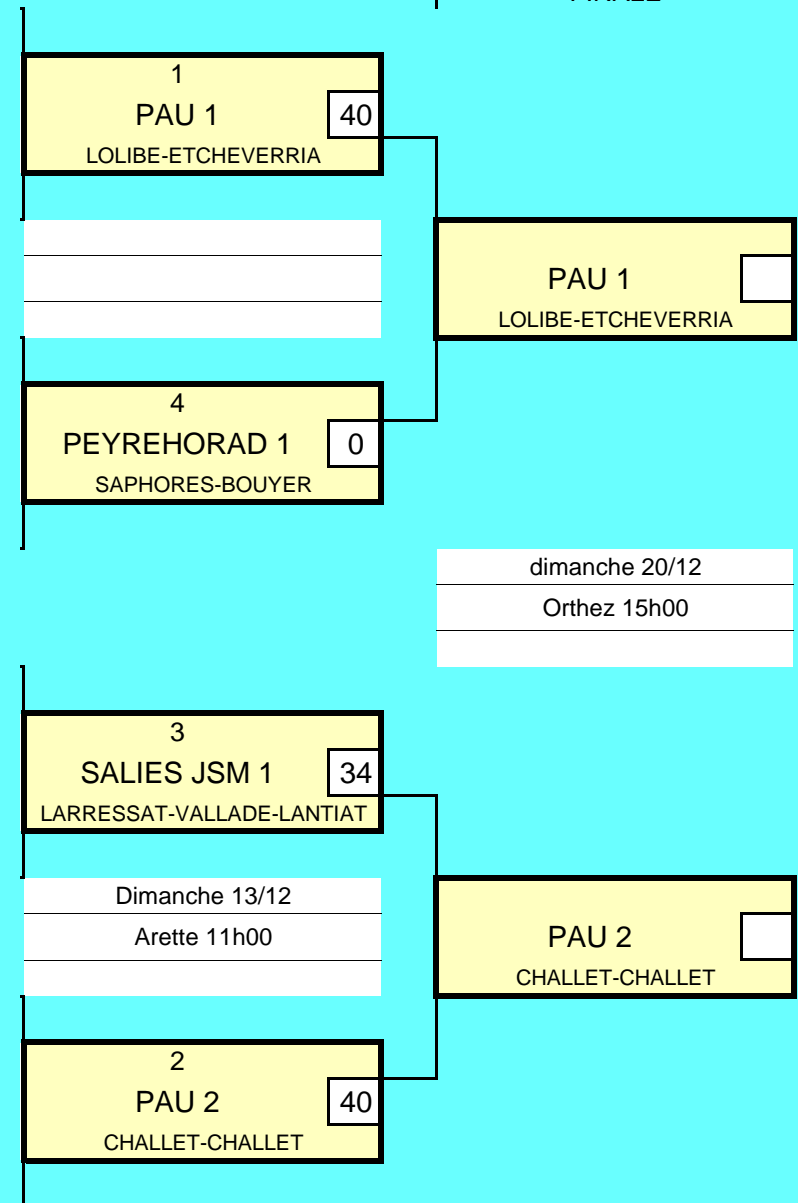 1
PAU 1
40
LOLIBE-ETCHEVERRIA
PAU 1
LOLIBE-ETCHEVERRIA
4
PEYREHORAD 1
0
SAPHORES-BOUYER
dimanche 20/12
Orthez 15h00
3
SALIES JSM 1
34
LARRESSAT-VALLADE-LANTIAT
Dimanche 13/12
Arette 11h00
PAU 2
CHALLET-CHALLET
2
PAU 2
40
CHALLET-CHALLET